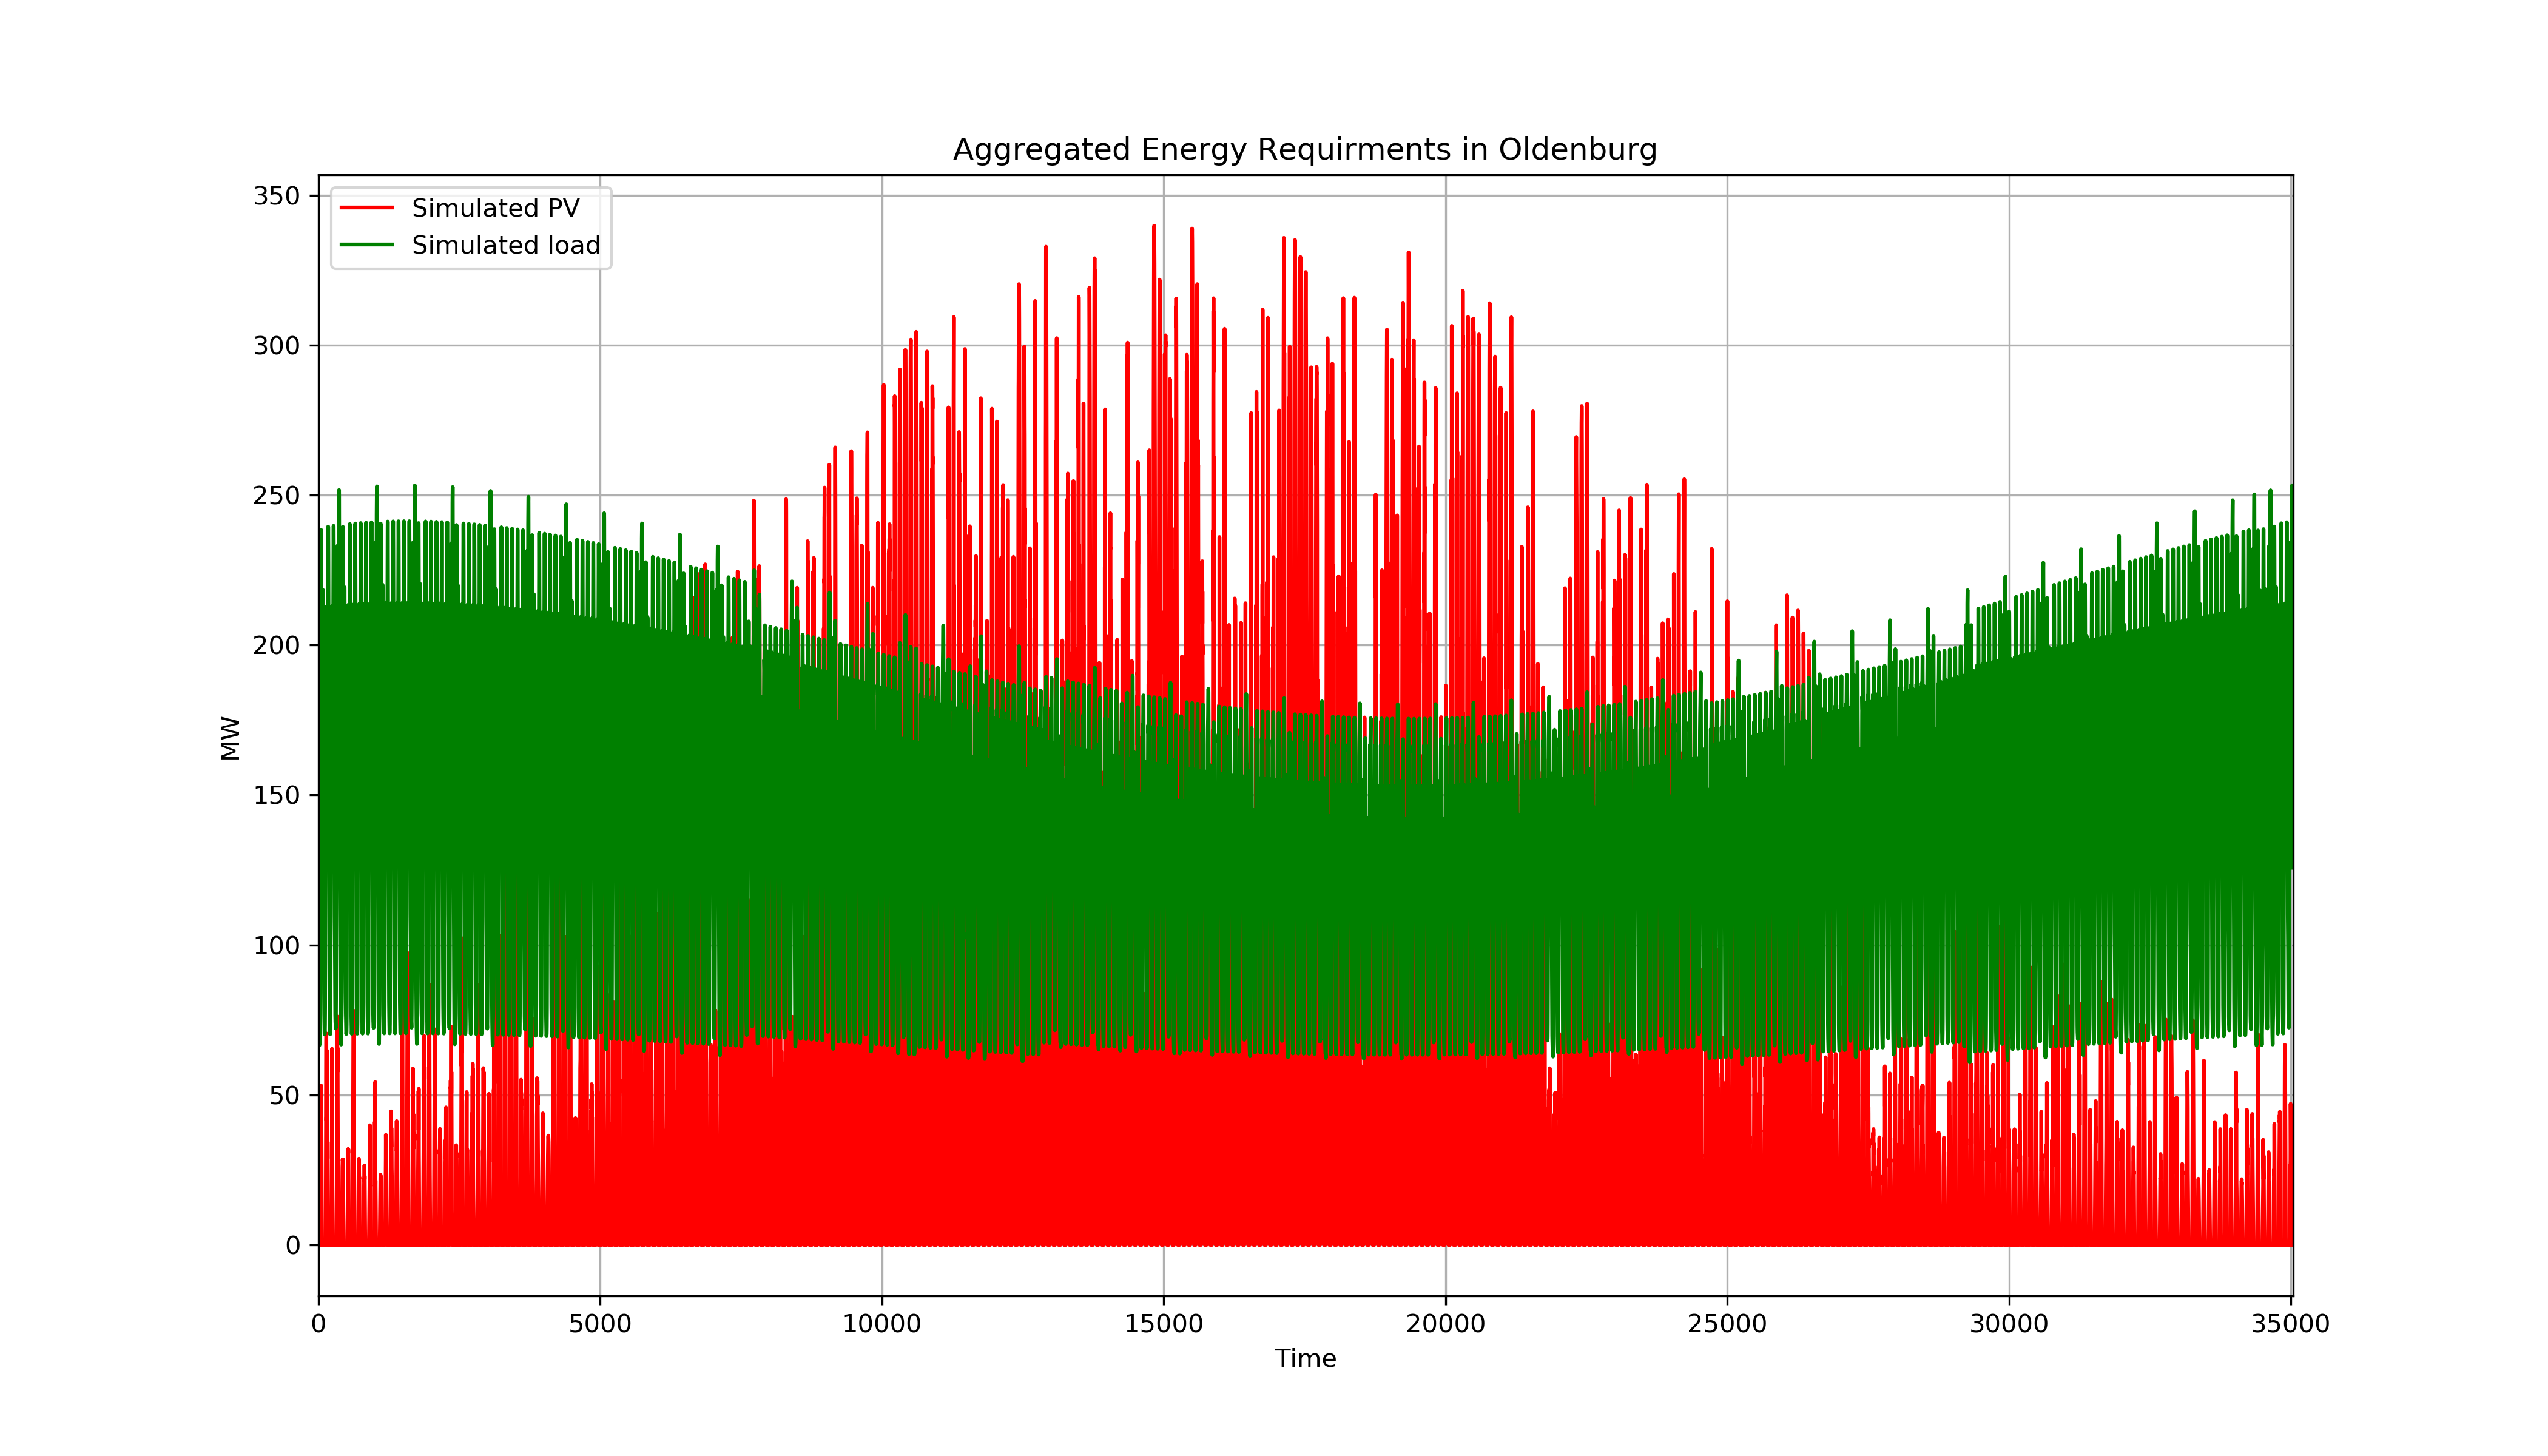 Aggregated Energy Requirments in Oldenburg
Simulated PV
Simulated load
350
300
250
200
150
100
50
0
MW
0 5000 10000 15000 20000 25000 30000 35000
Time